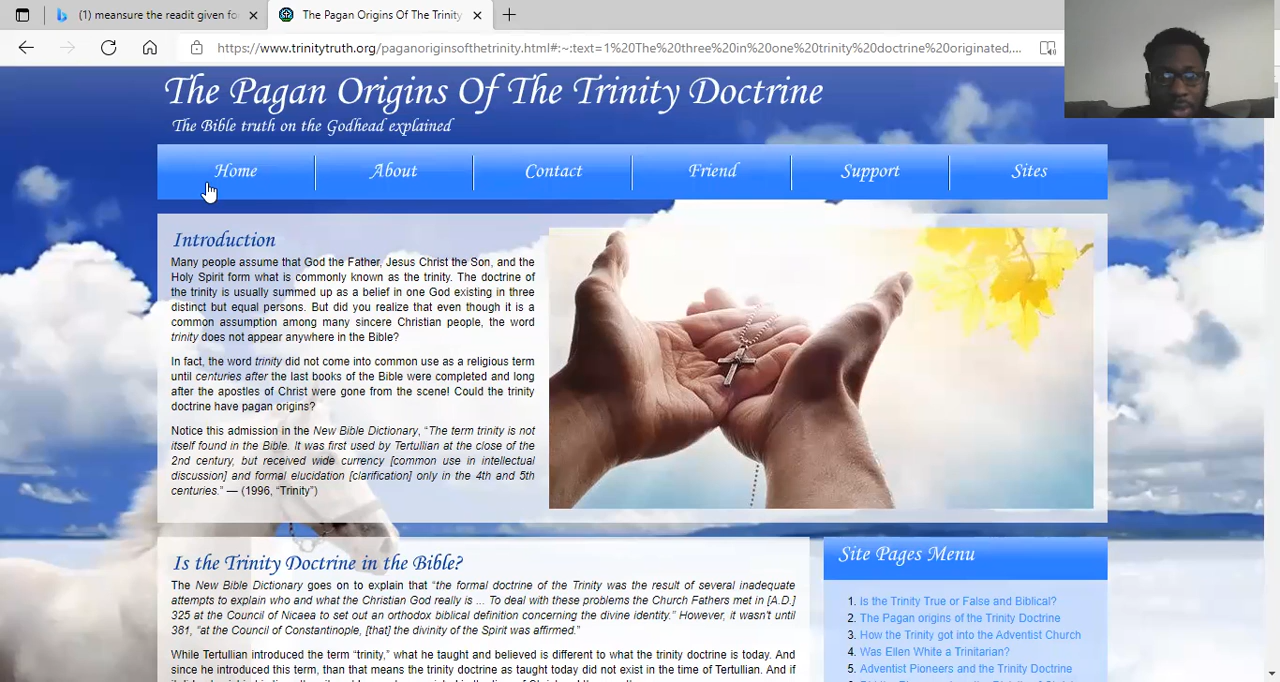 (1) meansure the readit given fo
The Pagan Origins Of The Trinity
https://www.trinitytruth.org/paganoriginsofthetrinity.html#:~:text=1%20The%20three%20in%20one%20trinity%20doctrine%20originated,...
The Pagan Origins Of The Trinity Doctrine
The Bible truth on the Godhead explained
Home About Contact Friend Support Sites
Introduction
Many people assume that God the Father, Jesus Christ the Son, and the
Holy Spirit form what is commonly known as the trinity. The doctrine of
the trinity is usually summed up as a belief in one God existing in three
distinct but equal persons. But did you realize that even though it is a
common assumption among many sincere Christian people, the word
trinity does not appear anywhere in the Bible?
In fact, the word trinity did not come into common use as a religious term
until centuries after the last books of the Bible were completed and long
after the apostles of Christ were gone from the scene! Could the trinity
doctrine have pagan origins?
Notice this admission in the New Bible Dictionary, “The term trinity is not
itself found in the Bible. It was first used by Tertullian at the close of the
2nd century, but received wide currency [common use in intellectual
discussion] and formal elucidation [clarification] only in the 4th and 5th
centuries.” — (1996, “Trinity”)
Is the Trinity Doctrine in the Bible?
The New Bible Dictionary goes on to explain that “the formal doctrine of the Trinity was the result of several inadequate
attempts to explain who and what the Christian God really is ... To deal with these problems the Church Fathers met in [A.D.]
325 at the Council of Nicaea to set out an orthodox biblical definition concerning the divine identity.” However, it wasn't until
381, “at the Council of Constantinople, [that] the divinity of the Spirit was affirmed.”
While Tertullian introduced the term “trinity,” what he taught and believed is different to what the trinity doctrine is today. And
since he introduced this term, than that means the trinity doctrine as taught today did not exist in the time of Tertullian. And if
Site Pages Menu
1. Is the Trinity True or False and Biblical?
2. The Pagan origins of the Trinity Doctrine
3. How the Trinity got into the Adventist Church
4. Was Ellen White a Trinitarian?
5. Adventist Pioneers and the Trinity Doctrine